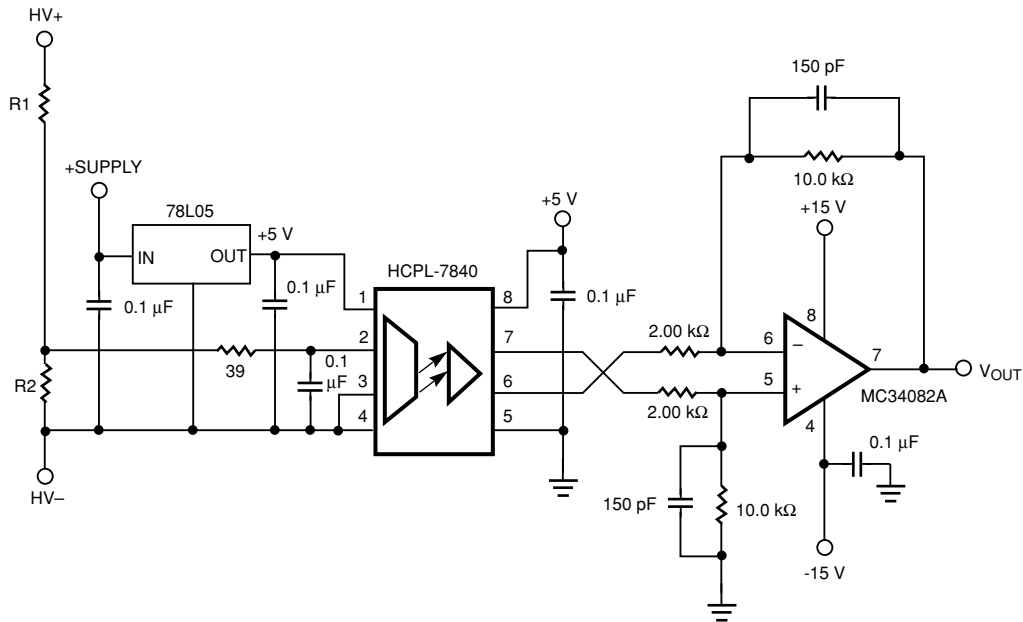 HV+
R1
+SUPPLY
78L05
IN
OUT
+5 V
0.1 µF
0.1 µF
39
0.1
µF
R2
HV–
HCPL-7840
1
2
3
4
8
7
6
5
+5 V
0.1 µF
2.00 kΩ
2.00 kΩ
150 pF
10.0 kΩ
150 pF
10.0 kΩ
+15 V
8
6
–
5
+
7
4
MC34082A
VOUT
0.1 µF
-15 V